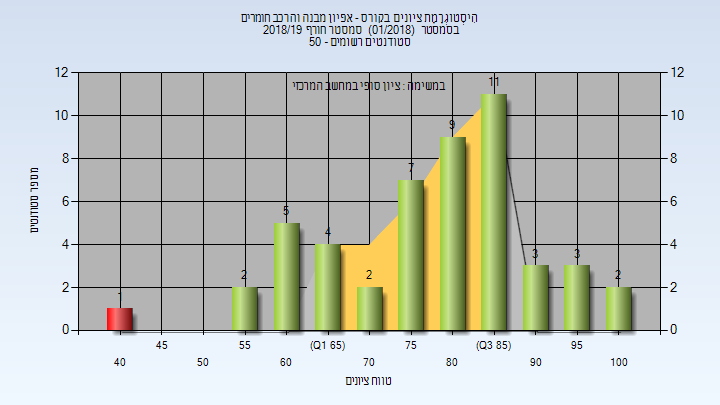 היסטוגרמת ציונים בקורס - אפיון מבנה והרכב חומרים
בסמסטר (01/2018) סמסטר חורף 2018/19
סטודנטים רשומים - 50
במשימה : ציון סופי במחשב המרכזי
12 12
10 10
8 8
6 6
4 4
2 2
0 0
מספר סטודנטים
1 2 5 4 2 7 9 11 3 3 2
45 55 (Q1 65) 75 (Q3 85) 95
40 50 60 70 80 90 100
טווח ציונים